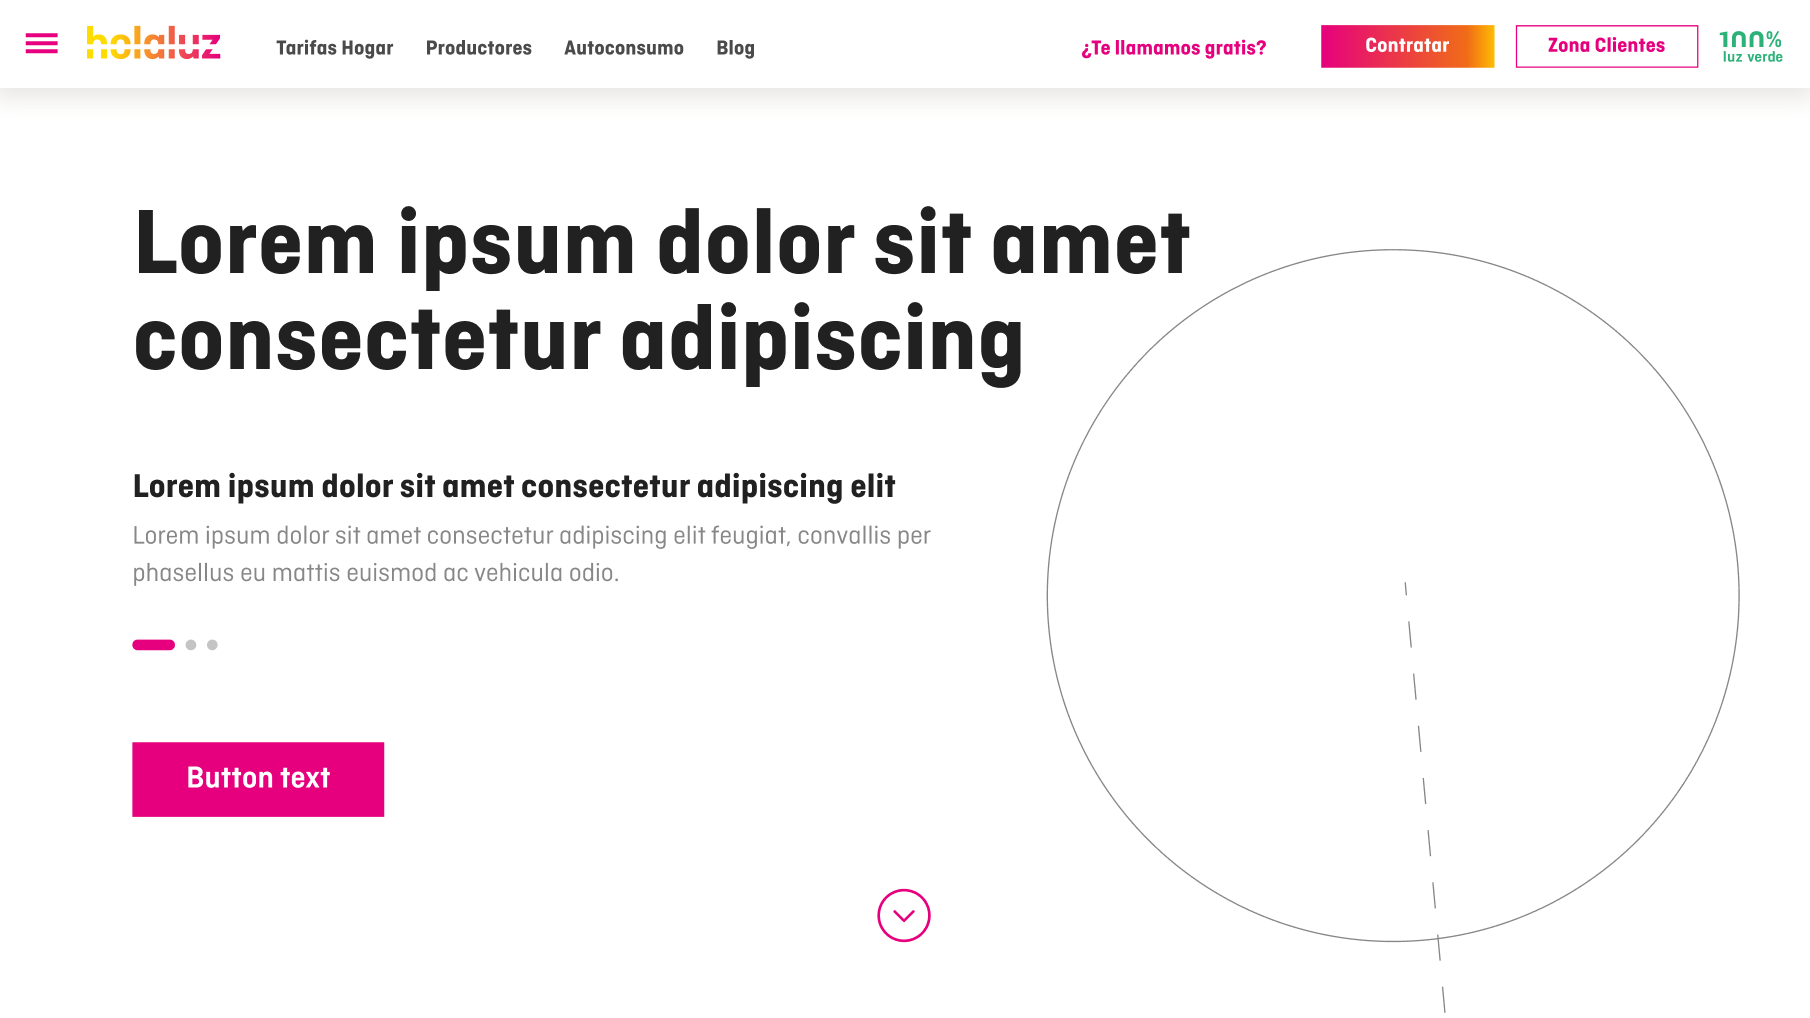 holaluz
Tarifas Hogar
Productores
Autoconsumo
Blog
¿Te llamamos gratis?
Contratar
Zona Clientes
100%
luz verde
Lorem ipsum dolor sit amet
consectetur adipiscing
Lorem ipsum dolor sit amet consectetur adipiscing elit
Lorem ipsum dolor sit amet consectetur adipiscing elit feugiat, convallis per
phasellus eu mattis euismod ac vehicula odio.
Button text